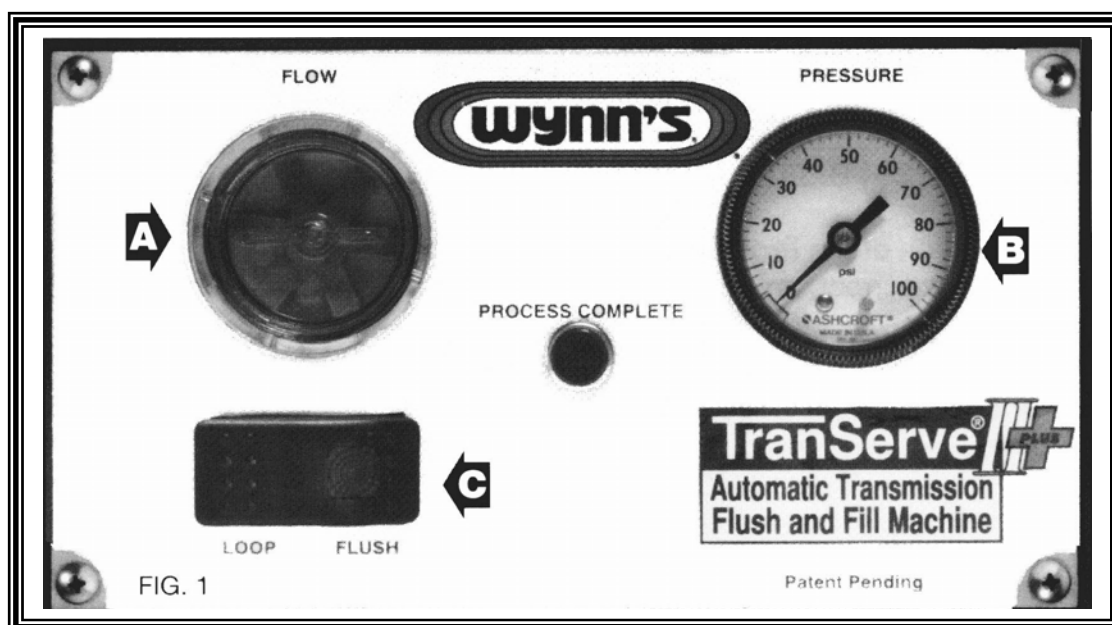 FLOW
PRESSURE
wynn's
A
B
C
0 10 20 30 40 50 60 70 80 90 100
psi
ASHCROFT®
MADE IN U.S.A.
PROCESS COMPLETE
LOOP FLUSH
TranServe® III PLUS
Automatic Transmission
Flush and Fill Machine
FIG. 1
Patent Pending